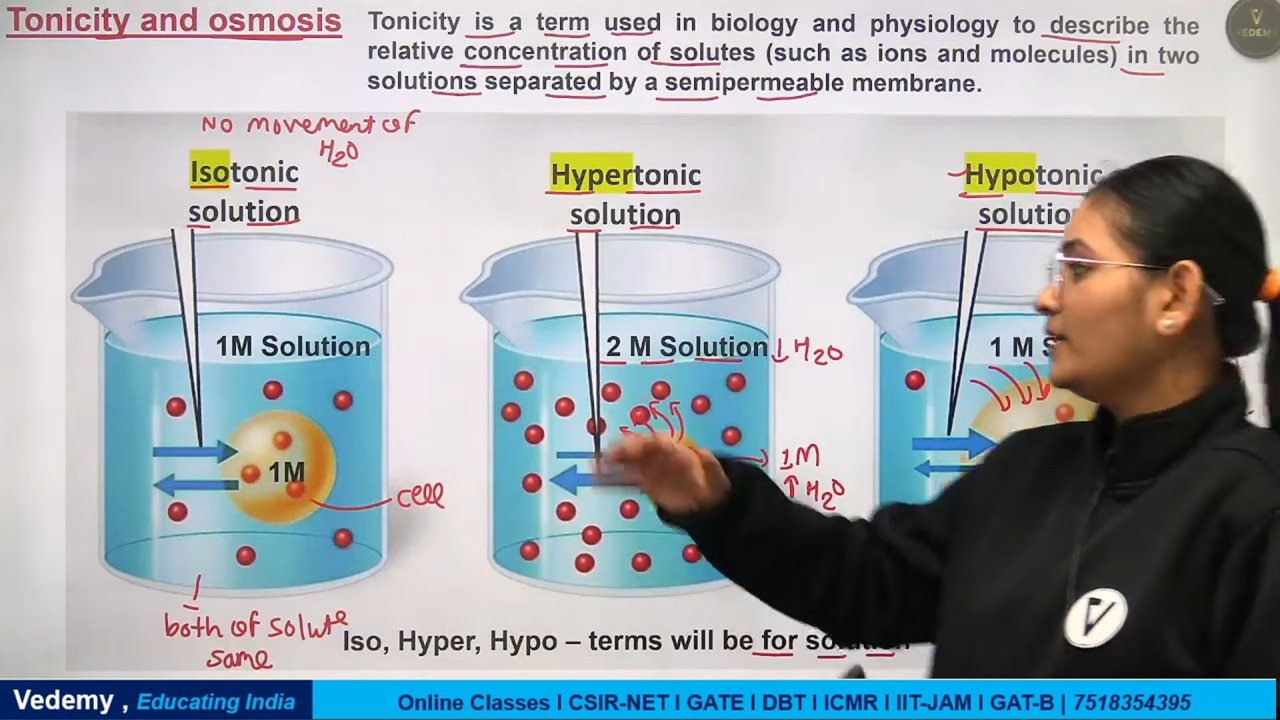 Tonicity and osmosis
Tonicity is a term used in biology and physiology to describe the
relative concentration of solutes (such as ions and molecules) in two
solutions separated by a semipermeable membrane.
No movement of
H2O
Isotonic
solution
Hypertonic
solution
Hypotonic
solutio
1M Solution
2 M Solution ↓ H2O
1 M S
1M
cell
1M
↑ H2O
both of solute
same
Iso, Hyper, Hypo – terms will be for solution
Vedemy , Educating India
Online Classes I CSIR-NET I GATE I DBT I ICMR I IIT-JAM I GAT-B | 7518354395